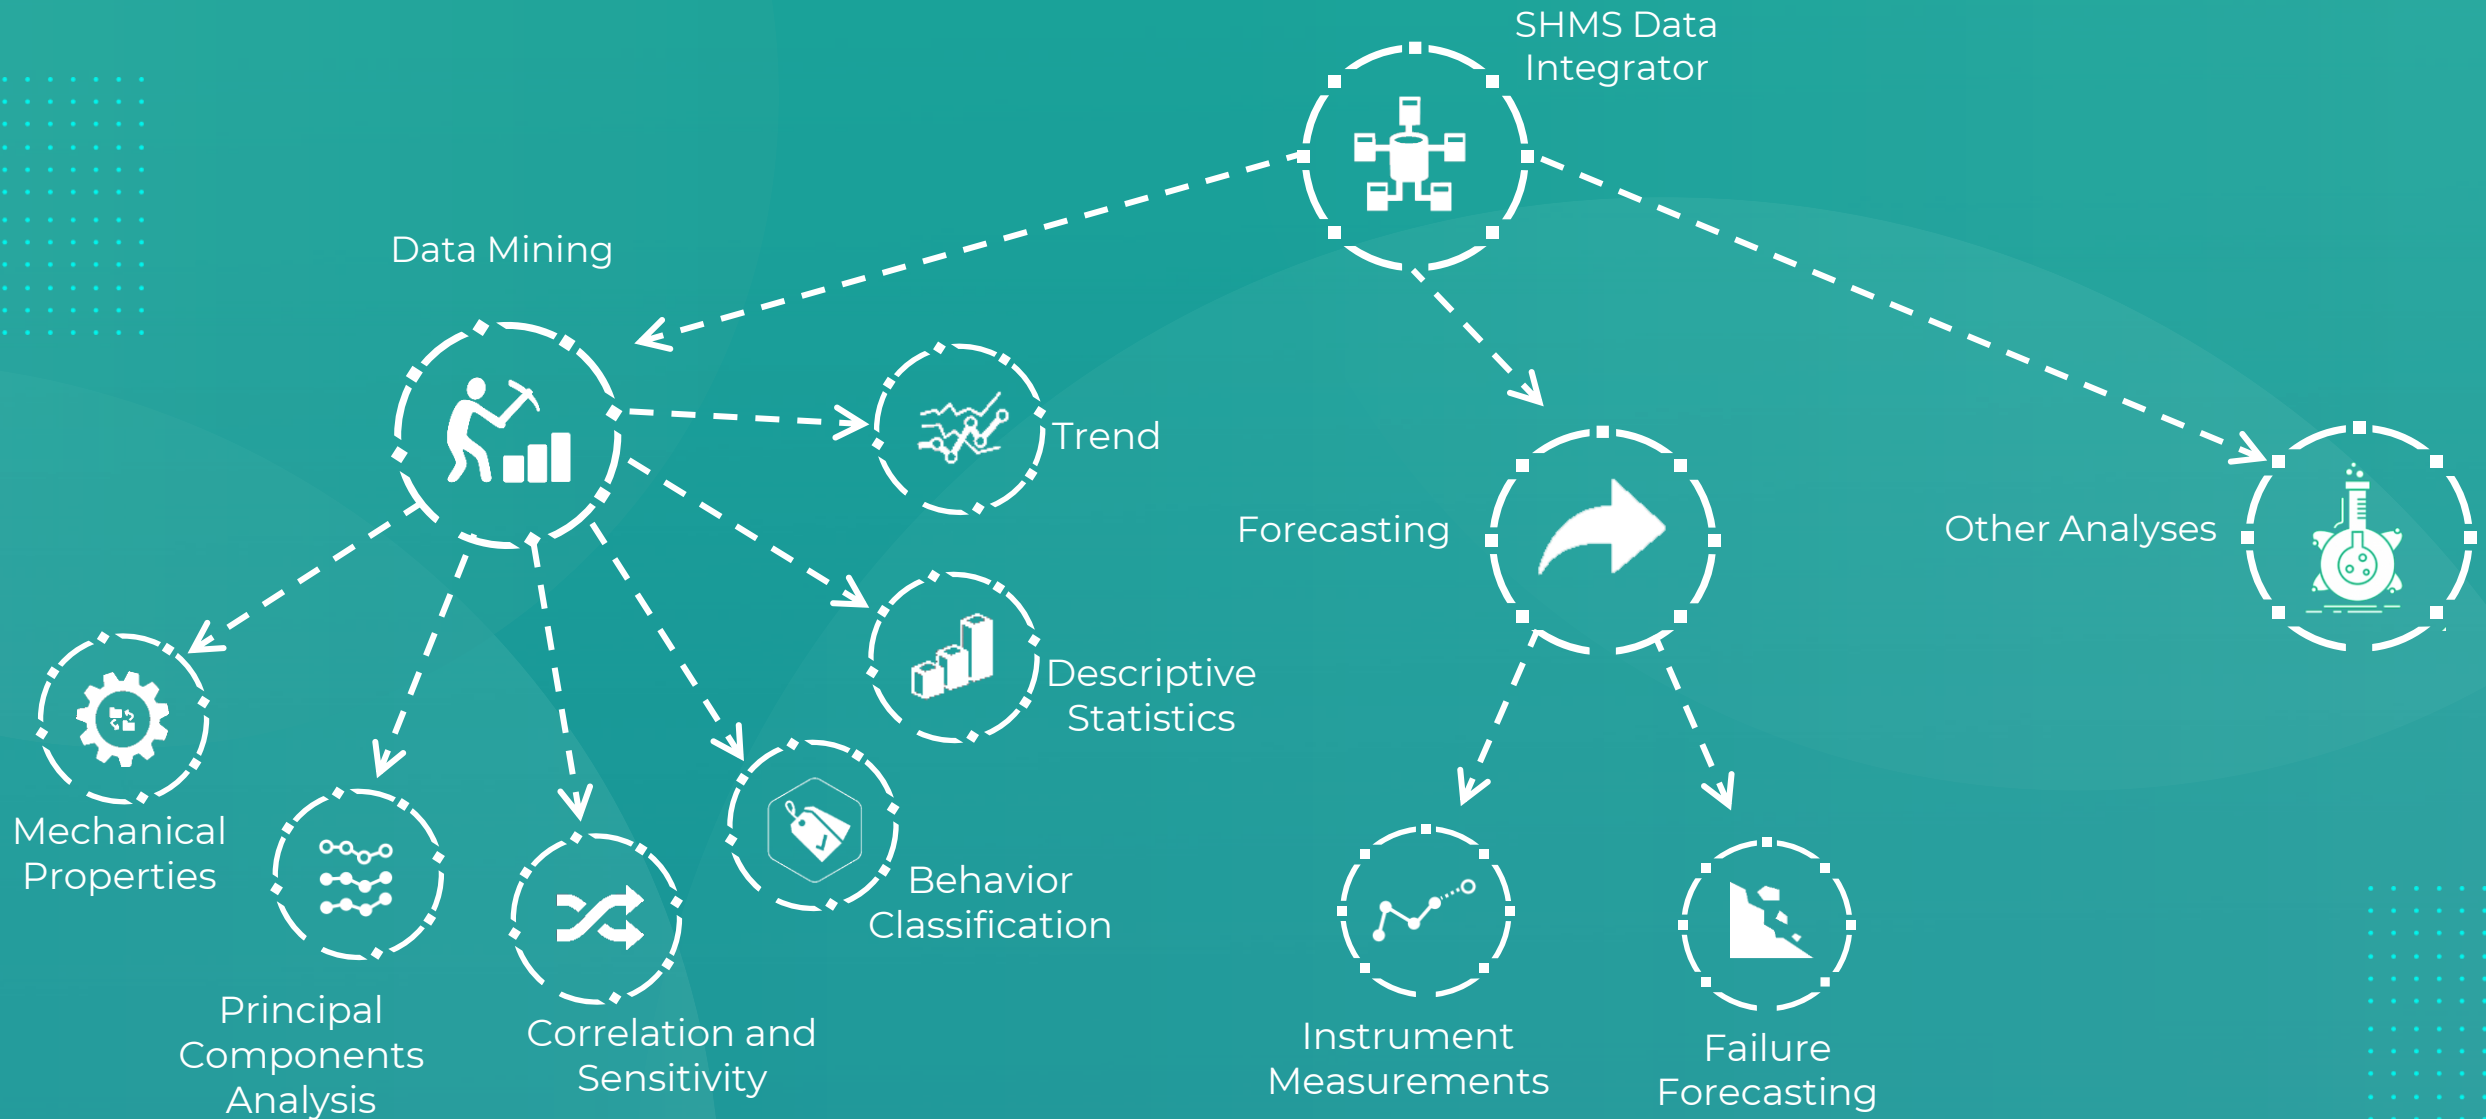 SHMS Data
Integrator
Data Mining
Trend
Forecasting
Other Analyses
Descriptive
Statistics
Mechanical
Properties
Behavior
Classification
Principal
Components
Analysis
Correlation and
Sensitivity
Instrument
Measurements
Failure
Forecasting